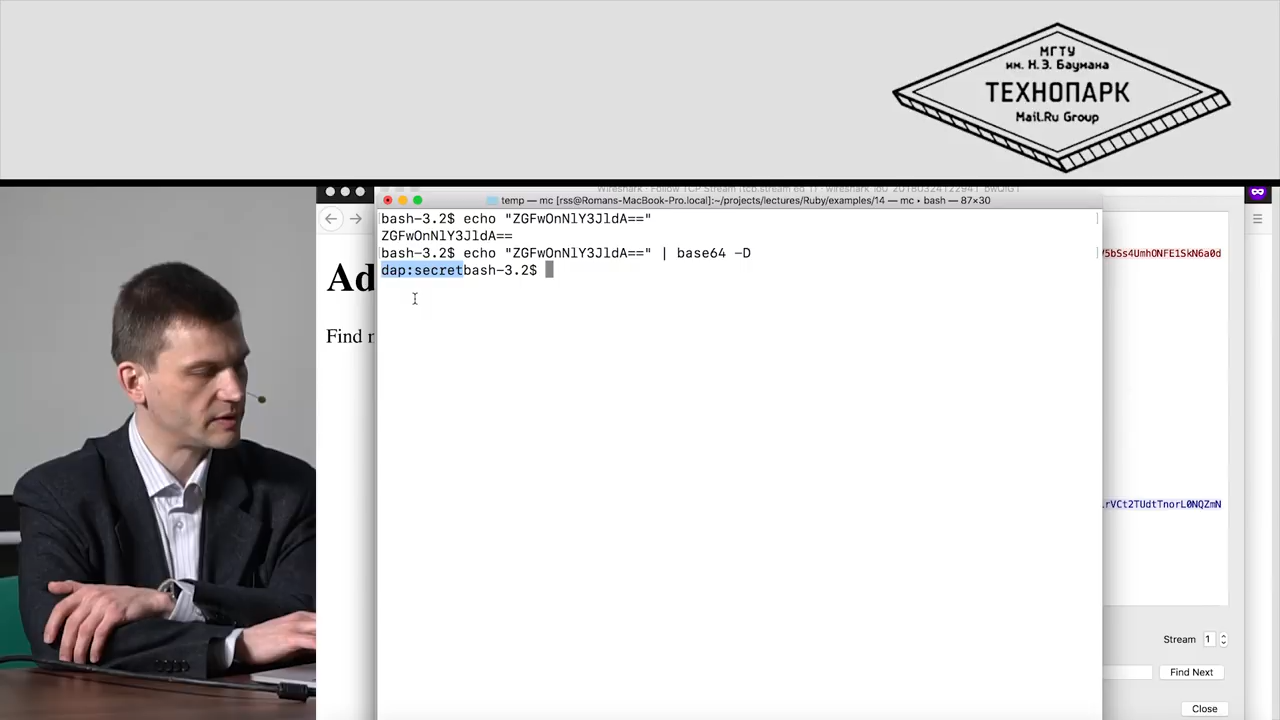 МГТУ
им. Н.Э. Баумана
ТЕХНОПАРК
Mail.Ru Group
temp — mc [rss@Romans-MacBook-Pro.local]:~/projects/lectures/Ruby/examples/14 — mc • bash — 87×30
bash-3.2$ echo "ZGFwOnNlY3JldA=="
ZGFwOnNlY3JldA==
bash-3.2$ echo "ZGFwOnNlY3JldA==" | base64 -D
dap:secretbash-3.2$
Ad
Find r
V5bSs4UmhONFE1SkN6a0d
rVCt2TUdtTnorL0NQZmN
Stream 1
Find Next
Close